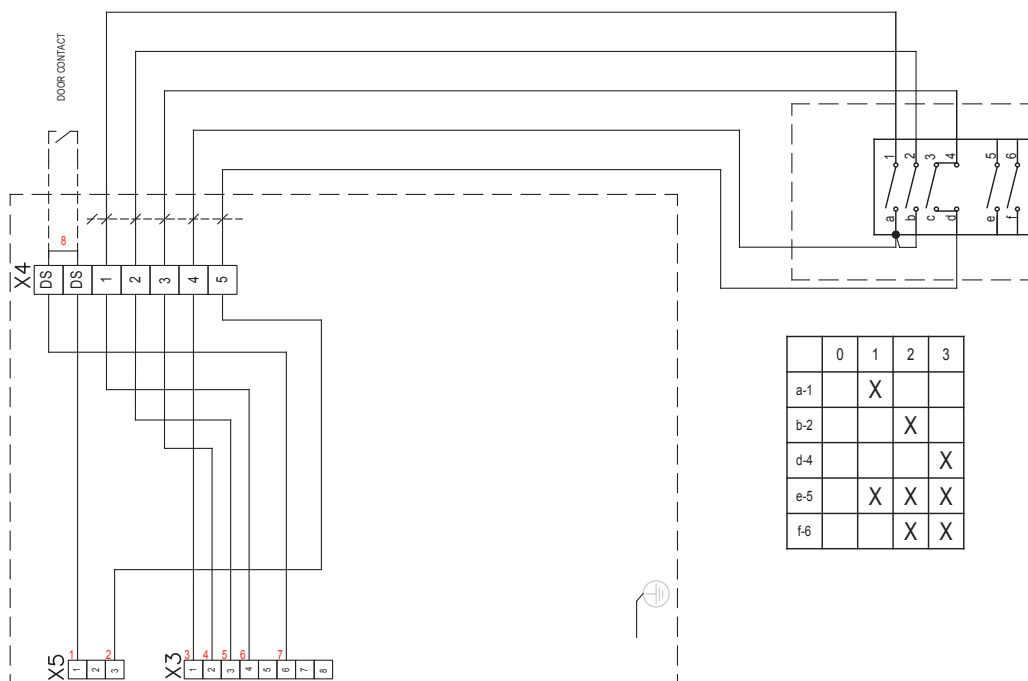 DOOR CONTACT
1 2 3 4 5 6
a b c d e f
8
X4 DS DS 1 2 3 4 5
0 1 2 3
a-1 X
b-2 X
d-4 X
e-5 X X X
f-6 X X
1 2 3 4 5 6 7
X5 1 2 3 X3 1 2 3 4 5 6 7 8